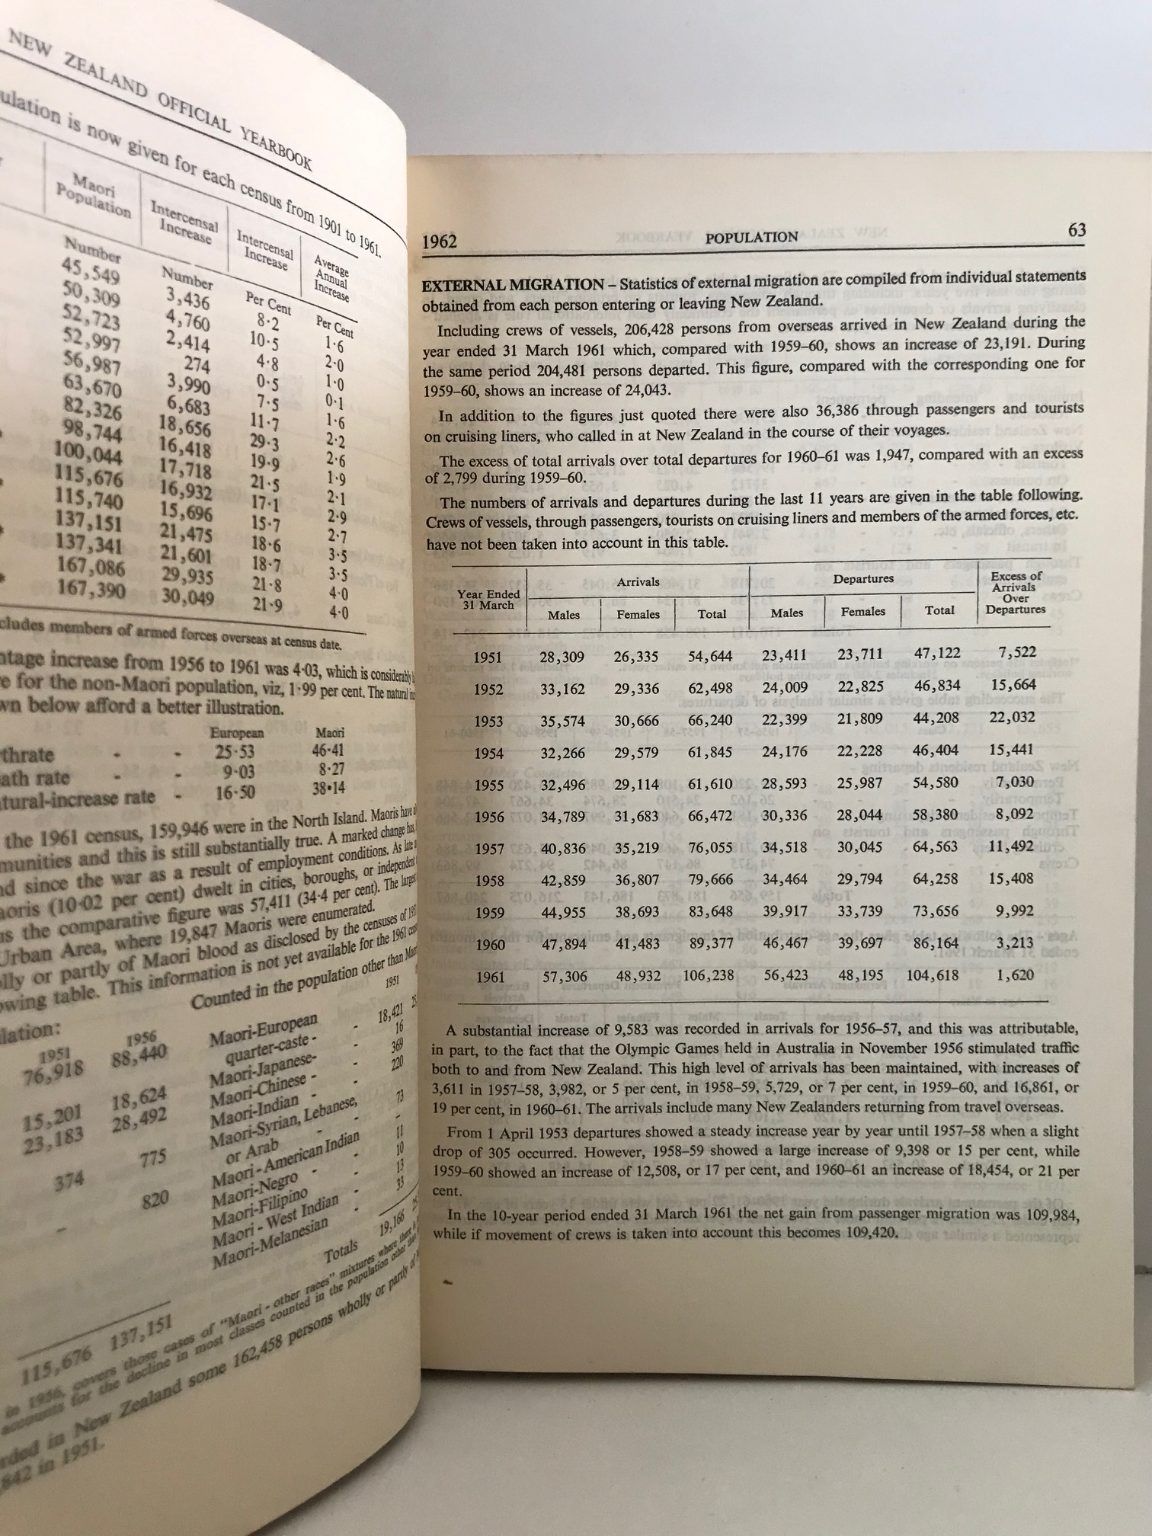 NEW ZEALAND OFFICIAL YEARBOOK
ulation is now given for each census from 1901 to 1961.
Maori Population Intercensal Increase Intercensal Increase Average Annual Increase
Number Number Per Cent Per Cent
45,549 3,436 8·2 1·6
50,309 4,760 10·5 2·0
52,723 2,414 4·8 1·0
52,997 274 0·5 0·1
56,987 3,990 7·5 1·6
63,670 6,683 11·7 2·2
82,326 18,656 29·3 2·6
98,744 16,418 19·9 1·9
100,044 17,718 21·5 2·1
115,676 16,932 17·1 2·9
115,740 15,696 15·7 2·7
137,151 21,475 18·6 3·5
137,341 21,601 18·7 3·5
167,086 29,935 21·8 4·0
167,390 30,049 21·9 4·0
cludes members of armed forces overseas at census date.
ntage increase from 1956 to 1961 was 4·03, which is considerably
e for the non-Maori population, viz, 1·99 per cent. The natural
wn below afford a better illustration.
European Maori
thrate - - 25·53 46·41
ath rate - - 9·03 8·27
tural-increase rate - 16·50 38·14
the 1961 census, 159,946 were in the North Island. Maoris have
munities and this is still substantially true. A marked change has
nd since the war as a result of employment conditions. As late
aoris (10·02 per cent) dwelt in cities, boroughs, or independent
s the comparative figure was 57,411 (34·4 per cent). The largest
Urban Area, where 19,847 Maoris were enumerated.
lly or partly of Maori blood as disclosed by the censuses of
owing table. This information is not yet available for the 1961
Counted in the population other than
lation:
1951 1956 1951
76,918 88,440 Maori-European
quarter-caste - - 18,421
Maori-Japanese- - 16
15,201 18,624 Maori-Chinese - - 369
23,183 28,492 Maori-Indian - - 220
Maori-Syrian, Lebanese,
or Arab - - 73
374 775 Maori-American Indian -
Maori-Negro - - 11
820 Maori-Filipino - 10
Maori-West Indian - 13
Maori-Melanesian - 33
Totals 19,166
115,676 137,151
in 1956, covers those cases of "Maori-other races" mixtures where
accounts for the decline in most classes counted in the population other
rded in New Zealand some 162,458 persons wholly or partly of
842 in 1951.
1962 POPULATION 63
EXTERNAL MIGRATION – Statistics of external migration are compiled from individual statements
obtained from each person entering or leaving New Zealand.
Including crews of vessels, 206,428 persons from overseas arrived in New Zealand during the
year ended 31 March 1961 which, compared with 1959–60, shows an increase of 23,191. During
the same period 204,481 persons departed. This figure, compared with the corresponding one for
1959–60, shows an increase of 24,043.
In addition to the figures just quoted there were also 36,386 through passengers and tourists
on cruising liners, who called in at New Zealand in the course of their voyages.
The excess of total arrivals over total departures for 1960–61 was 1,947, compared with an excess
of 2,799 during 1959–60.
The numbers of arrivals and departures during the last 11 years are given in the table following.
Crews of vessels, through passengers, tourists on cruising liners and members of the armed forces, etc.
have not been taken into account in this table.
Year Ended 31 March Arrivals Departures Excess of Arrivals Over Departures
Males Females Total Males Females Total
1951 28,309 26,335 54,644 23,411 23,711 47,122 7,522
1952 33,162 29,336 62,498 24,009 22,825 46,834 15,664
1953 35,574 30,666 66,240 22,399 21,809 44,208 22,032
1954 32,266 29,579 61,845 24,176 22,228 46,404 15,441
1955 32,496 29,114 61,610 28,593 25,987 54,580 7,030
1956 34,789 31,683 66,472 30,336 28,044 58,380 8,092
1957 40,836 35,219 76,055 34,518 30,045 64,563 11,492
1958 42,859 36,807 79,666 34,464 29,794 64,258 15,408
1959 44,955 38,693 83,648 39,917 33,739 73,656 9,992
1960 47,894 41,483 89,377 46,467 39,697 86,164 3,213
1961 57,306 48,932 106,238 56,423 48,195 104,618 1,620
A substantial increase of 9,583 was recorded in arrivals for 1956–57, and this was attributable,
in part, to the fact that the Olympic Games held in Australia in November 1956 stimulated traffic
both to and from New Zealand. This high level of arrivals has been maintained, with increases of
3,611 in 1957–58, 3,982, or 5 per cent, in 1958–59, 5,729, or 7 per cent, in 1959–60, and 16,861, or
19 per cent, in 1960–61. The arrivals include many New Zealanders returning from travel overseas.
From 1 April 1953 departures showed a steady increase year by year until 1957–58 when a slight
drop of 305 occurred. However, 1958–59 showed a large increase of 9,398 or 15 per cent, while
1959–60 showed an increase of 12,508, or 17 per cent, and 1960–61 an increase of 18,454, or 21 per
cent.
In the 10-year period ended 31 March 1961 the net gain from passenger migration was 109,984,
while if movement of crews is taken into account this becomes 109,420.